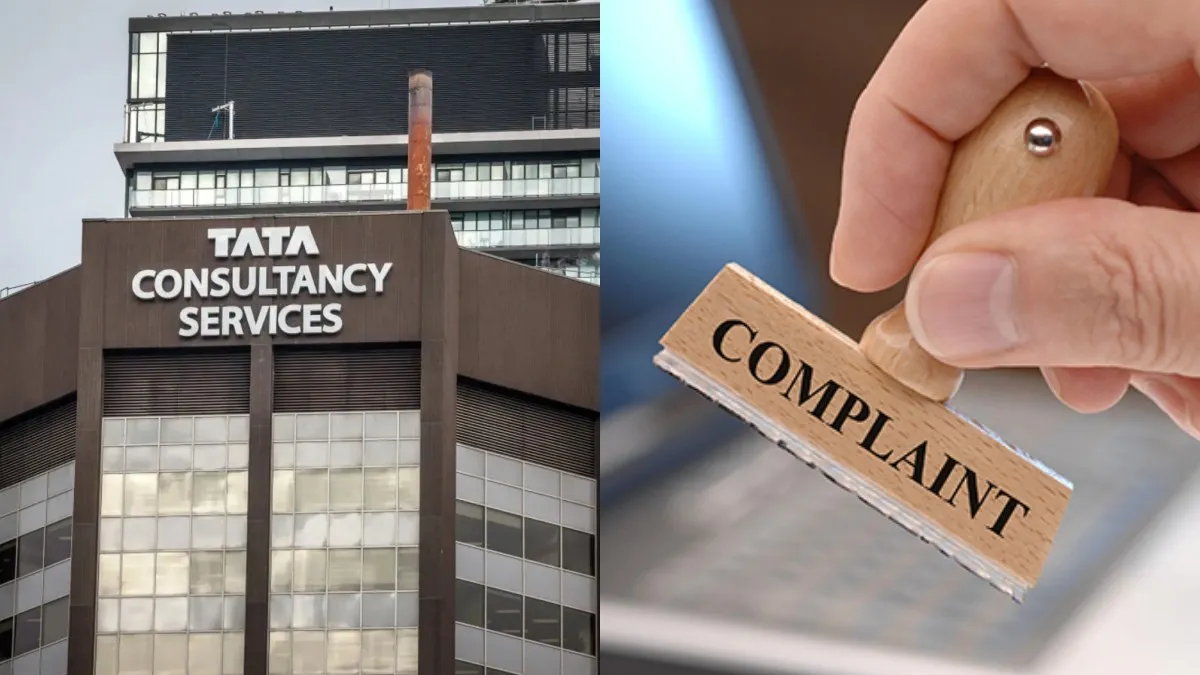 TATA
CONSULTANCY
SERVICES
COMPLAINT